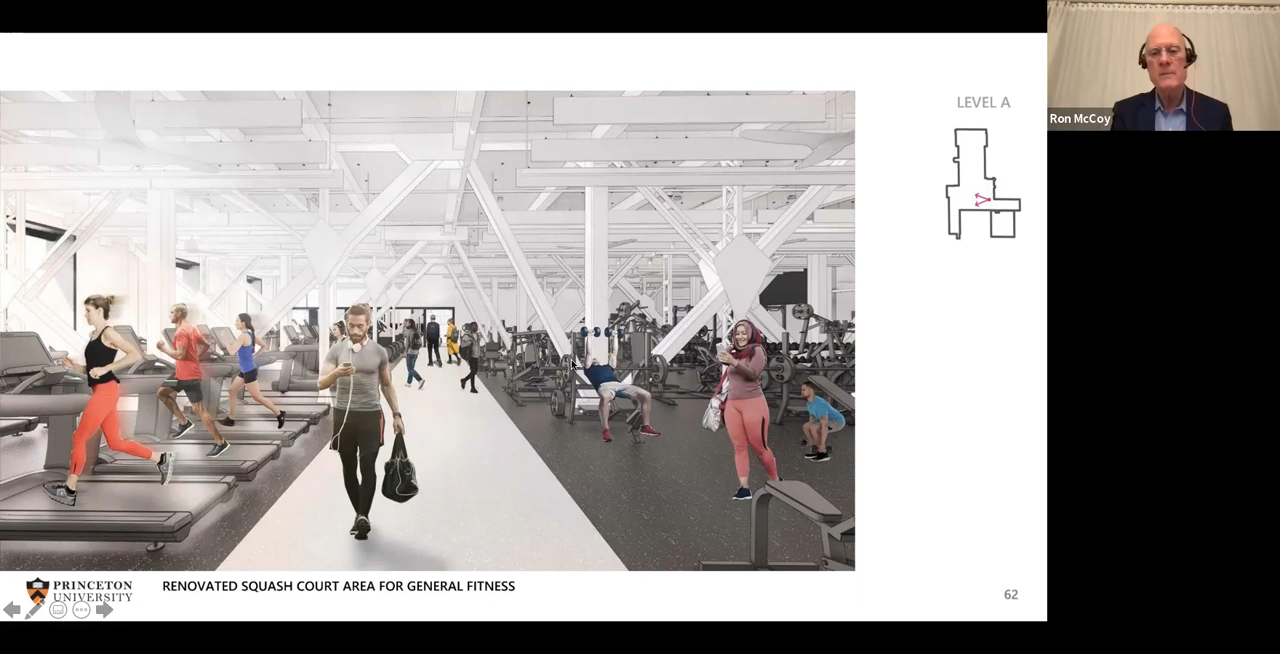 LEVEL A
Ron McCoy
PRINCETON
UNIVERSITY
RENOVATED SQUASH COURT AREA FOR GENERAL FITNESS
62